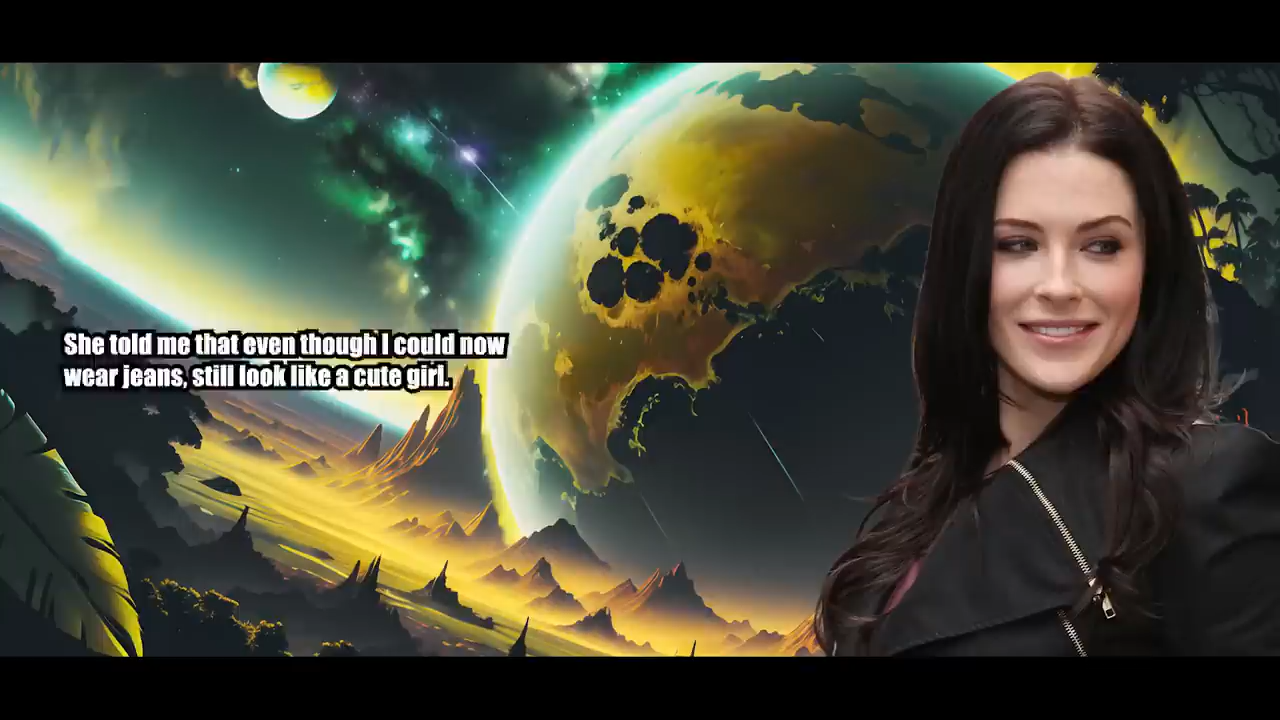 She told me that even though I could now
wear jeans, still look like a cute girl.